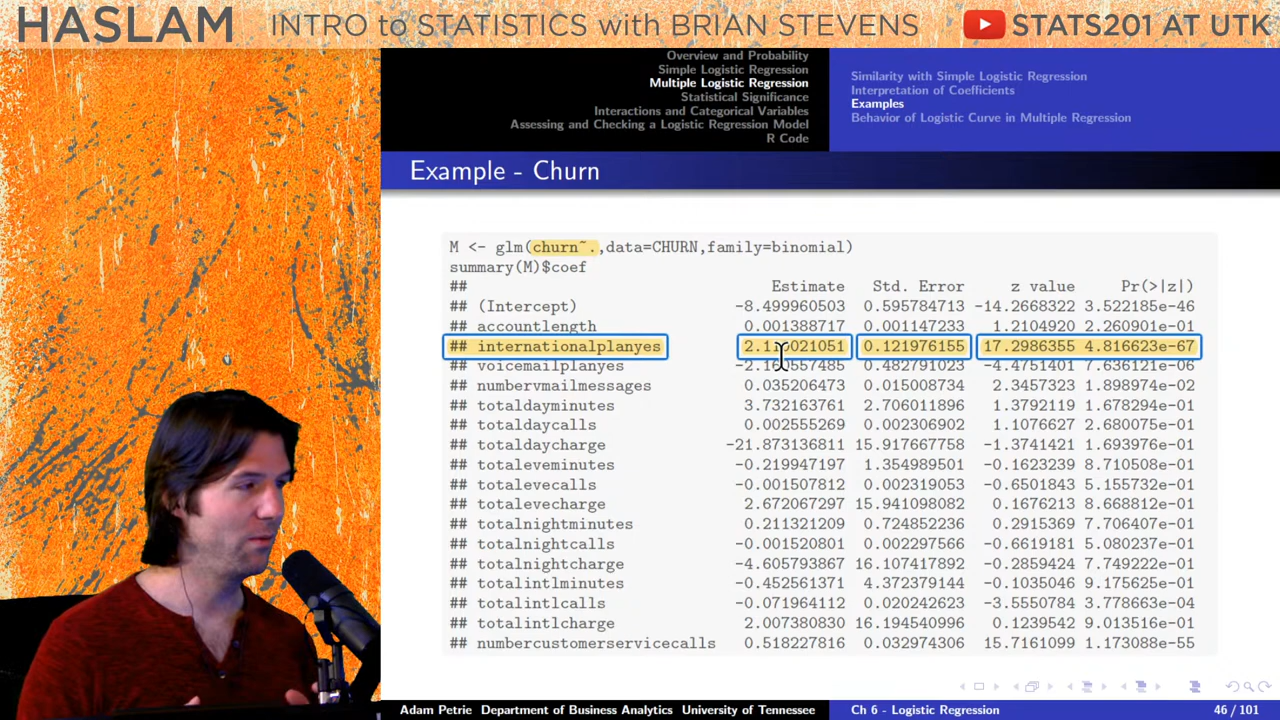 HASLAM INTRO to STATISTICS with BRIAN STEVENS STATS201 AT UTK
Overview and Probability
Simple Logistic Regression
Multiple Logistic Regression
Statistical Significance
Interactions and Categorical Variables
Assessing and Checking a Logistic Regression Model
R Code
Similarity with Simple Logistic Regression
Interpretation of Coefficients
Examples
Behavior of Logistic Curve in Multiple Regression
Example - Churn
M <- glm(churn~.,data=CHURN,family=binomial)
summary(M)$coef
## Estimate Std. Error z value Pr(>|z|)
## (Intercept) -8.499960503 0.595784713 -14.2668322 3.522185e-46
## accountlength 0.001388717 0.001147233 1.2104920 2.260901e-01
## internationalplanyes 0.121976155 17.2986355 4.816623e-67
## voicemailplanyes 0.482791023 -4.4751401 7.636121e-06
## numbervmailmessages 0.035206473 0.015008734 2.3457323 1.898974e-02
## totaldayminutes 3.732163761 2.706011896 1.3792119 1.678294e-01
## totaldaycalls 0.002555269 0.002306902 1.1076627 2.680075e-01
## totaldaycharge -21.873136811 15.917667758 -1.3741421 1.693976e-01
## totaleveminutes -0.219947197 1.354989501 -0.1623239 8.710508e-01
## totalevecalls -0.001507812 0.002319053 -0.6501843 5.155732e-01
## totalevecharge 2.672067297 15.941098082 0.1676213 8.668812e-01
## totalnightminutes 0.211321209 0.724852236 0.2915369 7.706407e-01
## totalnightcalls -0.001520801 0.002297566 -0.6619181 5.080237e-01
## totalnightcharge -4.605793867 16.107417892 -0.2859424 7.749222e-01
## totalintlminutes -0.452561371 4.372379144 -0.1035046 9.175625e-01
## totalintlcalls -0.071964112 0.020242623 -3.5550784 3.778663e-04
## totalintlcharge 2.007380830 16.194540996 0.1239542 9.013516e-01
## numbercustomerservicecalls 0.518227816 0.032974306 15.7161099 1.173088e-55
Adam Petrie Department of Business Analytics University of Tennessee Ch 6 - Logistic Regression 46 / 101